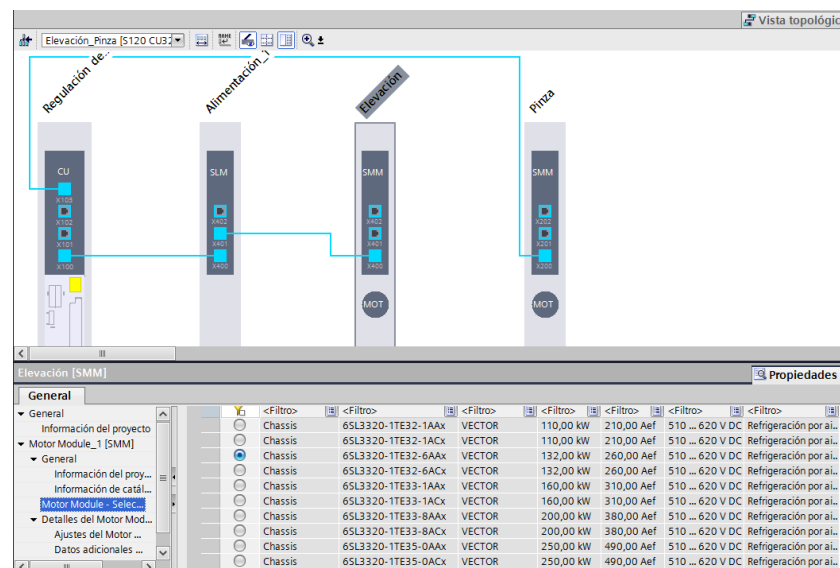 Vista topológic
Elevación_Pinza [S120 CU32
Regulación de..
Alimentación_1
Elevación
Pinza
CU
SLM
SMM
SMM
X103
X102
X101
X100
X402
X401
X400
X402
X401
X400
X202
X201
X200
MOT
MOT
Elevación [SMM]
Propiedades
General
General
Información del proyecto
Motor Module_1 [SMM]
General
Información del proy...
Información de catál...
Motor Module - Selec...
Detalles del Motor Mod...
Ajustes del Motor ...
Datos adicionales ...
<Filtro> <Filtro> <Filtro> <Filtro> <Filtro> <Filtro> <Filtro>
Chassis 6SL3320-1TE32-1AAx VECTOR 110,00 kW 210,00 Aef 510 ... 620 V DC Refrigeración por ai..
Chassis 6SL3320-1TE32-1ACx VECTOR 110,00 kW 210,00 Aef 510 ... 620 V DC Refrigeración por ai..
Chassis 6SL3320-1TE32-6AAx VECTOR 132,00 kW 260,00 Aef 510 ... 620 V DC Refrigeración por ai..
Chassis 6SL3320-1TE32-6ACx VECTOR 132,00 kW 260,00 Aef 510 ... 620 V DC Refrigeración por ai..
Chassis 6SL3320-1TE33-1AAx VECTOR 160,00 kW 310,00 Aef 510 ... 620 V DC Refrigeración por ai..
Chassis 6SL3320-1TE33-1ACx VECTOR 160,00 kW 310,00 Aef 510 ... 620 V DC Refrigeración por ai..
Chassis 6SL3320-1TE33-8AAx VECTOR 200,00 kW 380,00 Aef 510 ... 620 V DC Refrigeración por ai..
Chassis 6SL3320-1TE33-8ACx VECTOR 200,00 kW 380,00 Aef 510 ... 620 V DC Refrigeración por ai..
Chassis 6SL3320-1TE35-0AAx VECTOR 250,00 kW 490,00 Aef 510 ... 620 V DC Refrigeración por ai..
Chassis 6SL3320-1TE35-0ACx VECTOR 250,00 kW 490,00 Aef 510 ... 620 V DC Refrigeración por ai..